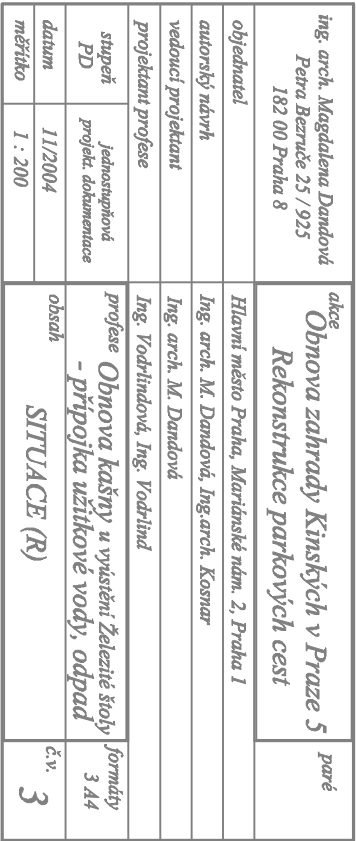 ing. arch. Magdalena Dandová
Petra Bezruče 25 / 925
182 00 Praha 8
akce
Obnova zahrady Kinských v Praze 5
Rekonstrukce parkových cest
paré
objednatel
Hlavní město Praha, Mariánské nám. 2, Praha 1
autorský návrh
Ing. arch. M. Dandová, Ing.arch. Kosnar
vedoucí projektant
Ing. arch. M. Dandová
projektant profese
Ing. Vodrlindová, Ing. Vodrlind
stupeň
PD
jednostupňová
projekt. dokumentace
profese Obnova kašny u vyústění Železité štoly
- přípojka užitkové vody, odpad
formáty
3 A4
datum
11/2004
měřítko
1 : 200
obsah
SITUACE (R)
č.v.
3